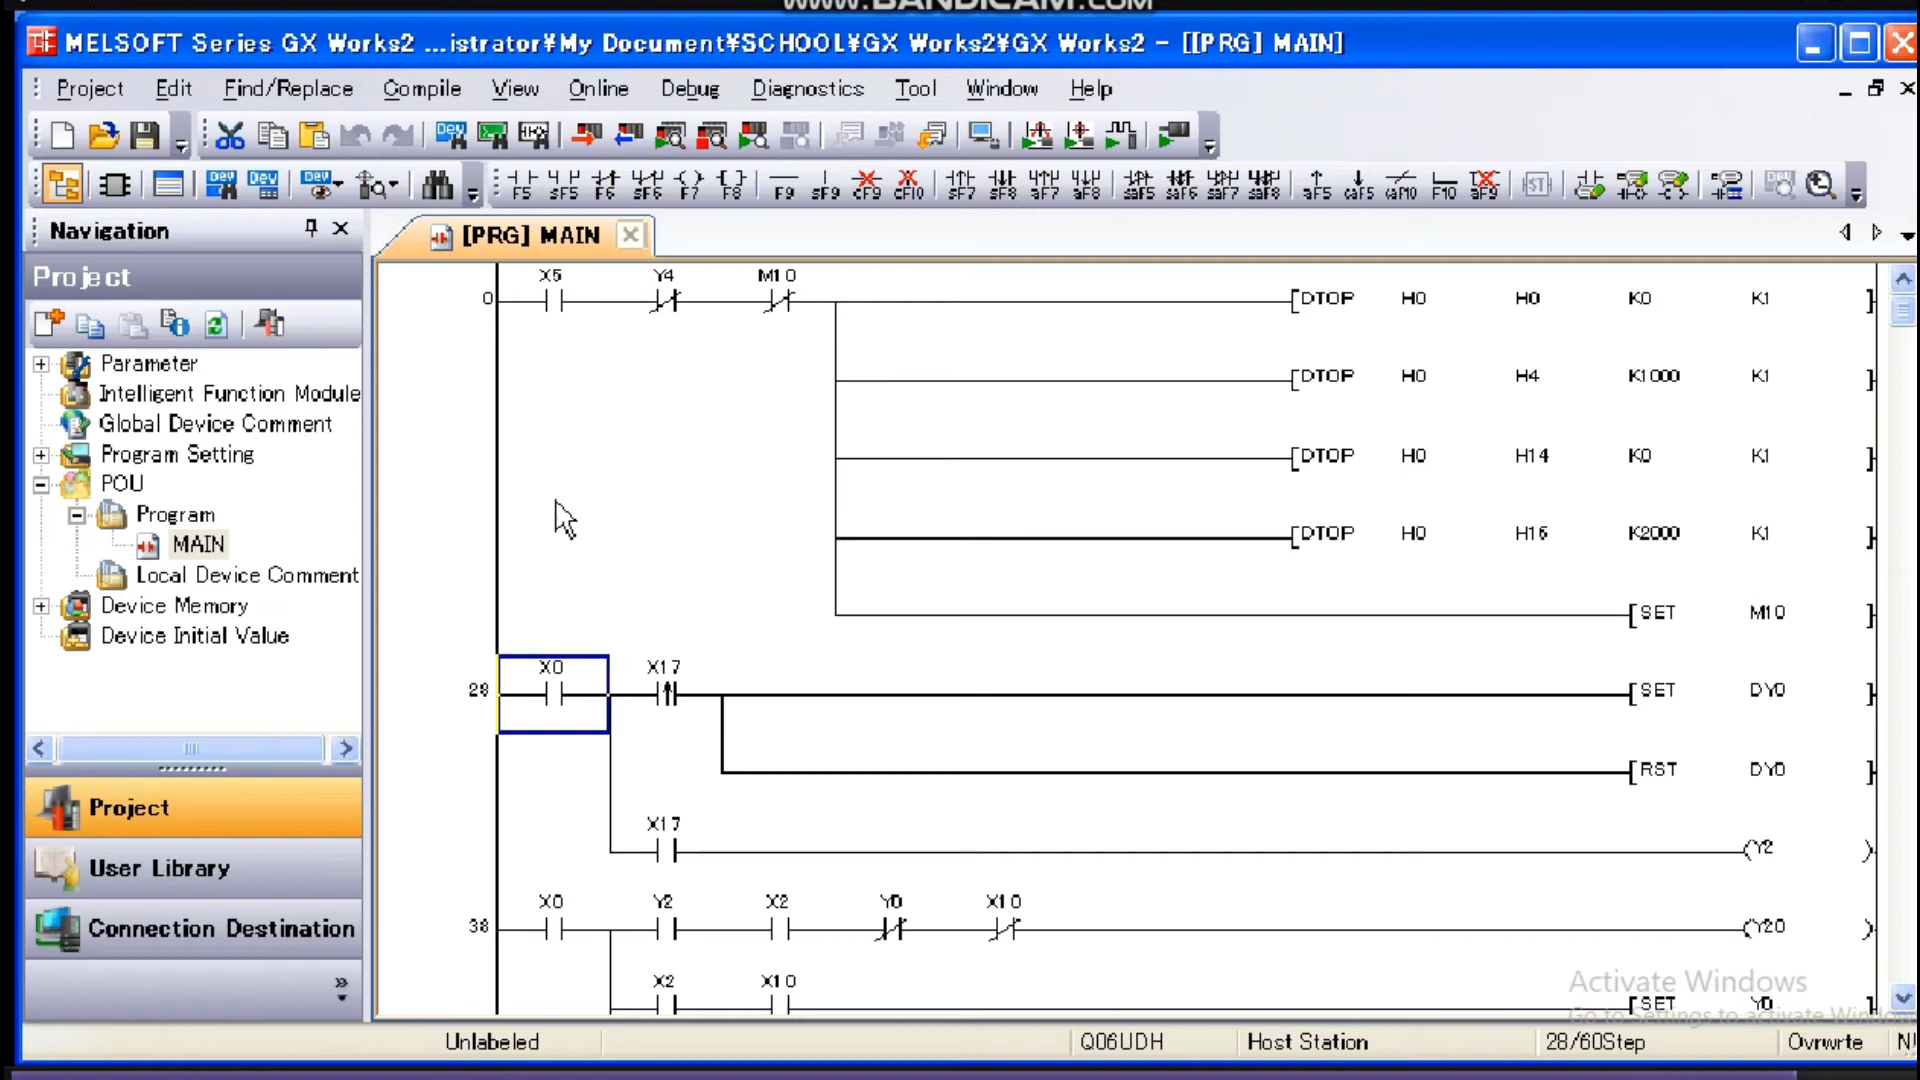 www.BANDICAM.com
MELSOFT Series GX Works2 ...istrator¥My Document¥SCHOOL¥GX Works2¥GX Works2 - [[PRG] MAIN]
Project Edit Find/Replace Compile View Online Debug Diagnostics Tool Window Help
F5 sF5 F6 sF6 F7 F8 F9 sF9 cF9 cF10 sF7 sF8 aF7 aF8 saF5 saF6 saF7 saF8 aF5 caF5 caF10 F10 aF9
Navigation
[PRG] MAIN
Project
Parameter
Intelligent Function Module
Global Device Comment
Program Setting
POU
Program
MAIN
Local Device Comment
Device Memory
Device Initial Value
Project
User Library
Connection Destination
X5 Y4 M10
0 [DTOP H0 H0 K0 K1 ]
[DTOP H0 H4 K1000 K1 ]
[DTOP H0 H14 K0 K1 ]
[DTOP H0 H16 K2000 K1 ]
[SET M10 ]
X0 X17
28 [SET DY0 ]
[RST DY0 ]
X17
(Y2 )
X0 Y2 X2 Y0 X10
38 (Y20 )
X2 X10
[SET Y0 ]
Activate Windows
Go to Settings to activate Windows
Unlabeled Q06UDH Host Station 28/60Step Ovrwrte